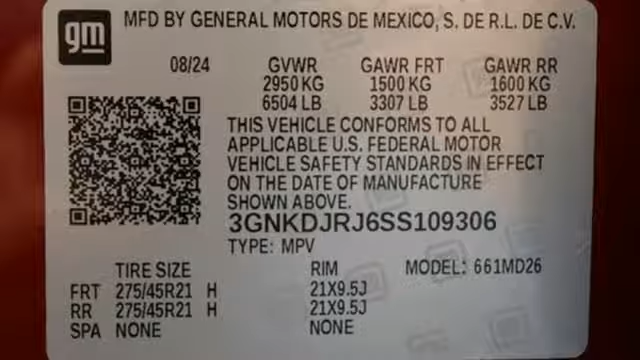 gm MFD BY GENERAL MOTORS DE MEXICO, S. DE R.L. DE C.V.
08/24 GVWR GAWR FRT GAWR RR
2950 KG 1500 KG 1600 KG
6504 LB 3307 LB 3527 LB
THIS VEHICLE CONFORMS TO ALL
APPLICABLE U.S. FEDERAL MOTOR
VEHICLE SAFETY STANDARDS IN EFFECT
ON THE DATE OF MANUFACTURE
SHOWN ABOVE.
3GNKDJRJ6SS109306
TYPE: MPV
TIRE SIZE RIM MODEL: 661MD26
FRT 275/45R21 H 21X9.5J
RR 275/45R21 H 21X9.5J
SPA NONE NONE